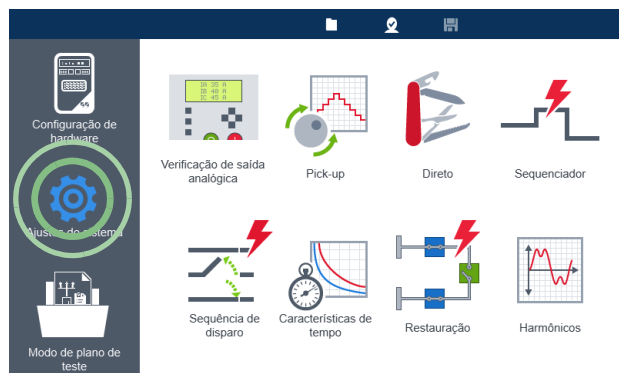 Configuração de
hardware
Ajustes do sistema
Modo de plano de
teste
IA 35 A
IB 40 A
IC 45 A
Verificação de saída
analógica
Pick-up
Direto
Sequenciador
Sequência de
disparo
Características de
tempo
Restauração
Harmônicos